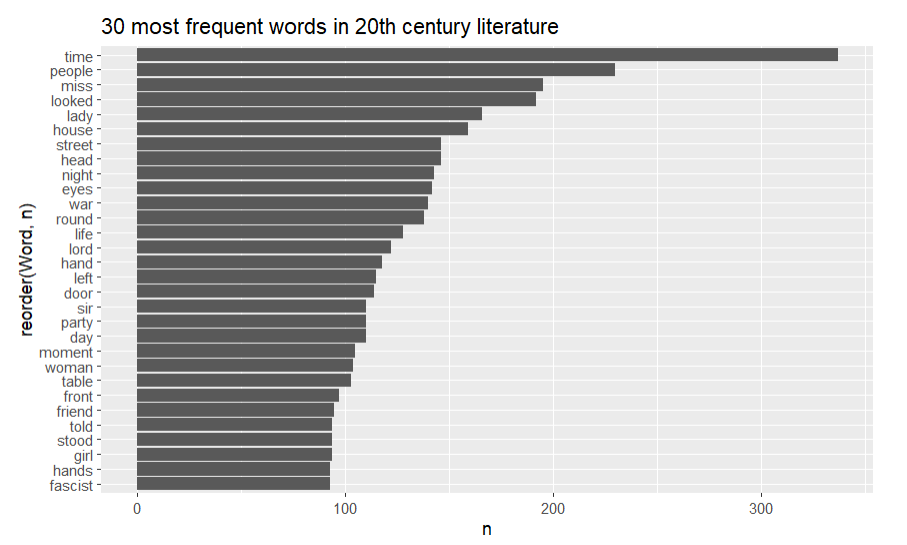 30 most frequent words in 20th century literature
reorder(Word, n)
time
people
miss
looked
lady
house
street
head
night
eyes
war
round
life
lord
hand
left
door
sir
party
day
moment
woman
table
front
friend
told
stood
girl
hands
fascist
0 100 200 300
n